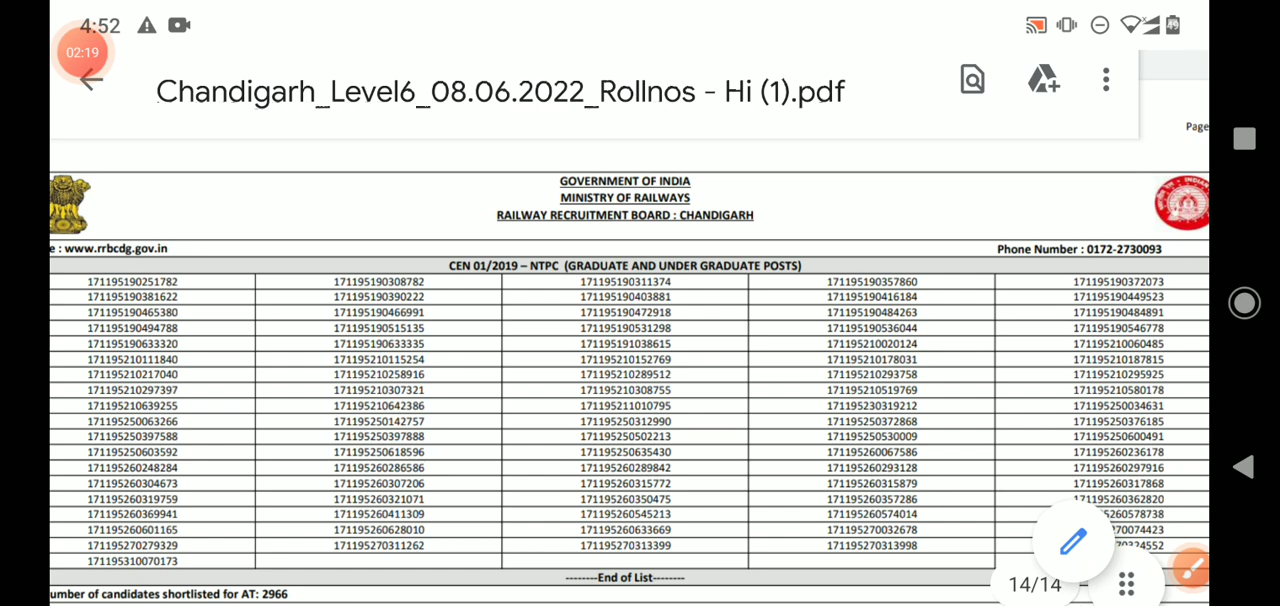 4:52
02:19
Chandigarh_Level6_08.06.2022_Rollnos - Hi (1).pdf
Page
GOVERNMENT OF INDIA
MINISTRY OF RAILWAYS
RAILWAY RECRUITMENT BOARD : CHANDIGARH
e : www.rrbcdg.gov.in Phone Number : 0172-2730093
CEN 01/2019 – NTPC (GRADUATE AND UNDER GRADUATE POSTS)
171195190251782 171195190308782 171195190311374 171195190357860 171195190372073
171195190381622 171195190390222 171195190403881 171195190416184 171195190449523
171195190465380 171195190466991 171195190472918 171195190484263 171195190484891
171195190494788 171195190515135 171195190531298 171195190536044 171195190546778
171195190633320 171195190633335 171195191038615 171195210020124 171195210060485
171195210111840 171195210115254 171195210152769 171195210178031 171195210187815
171195210217040 171195210258916 171195210289512 171195210293758 171195210295925
171195210297397 171195210307321 171195210308755 171195210519769 171195210580178
171195210639255 171195210642386 171195211010795 171195230319212 171195250034631
171195250063266 171195250142757 171195250312990 171195250372868 171195250376185
171195250397588 171195250397888 171195250502213 171195250530009 171195250600491
171195250603592 171195250618596 171195250635430 171195260067586 171195260236178
171195260248284 171195260286586 171195260289842 171195260293128 171195260297916
171195260304673 171195260307206 171195260315772 171195260315879 171195260317868
171195260319759 171195260321071 171195260350475 171195260357286 171195260362820
171195260369941 171195260411309 171195260545213 171195260574014 5260578738
171195260601165 171195260628010 171195260633669 171195270032678 70074423
171195270279329 171195270311262 171195270313399 171195270313998 70324552
171195310070173
--------End of List-------
umber of candidates shortlisted for AT: 2966
14/14